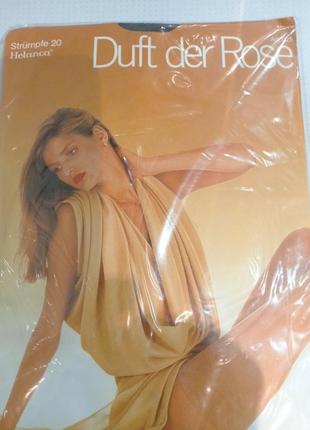 Strümpfe 20
Helanca®
Duft der Rose